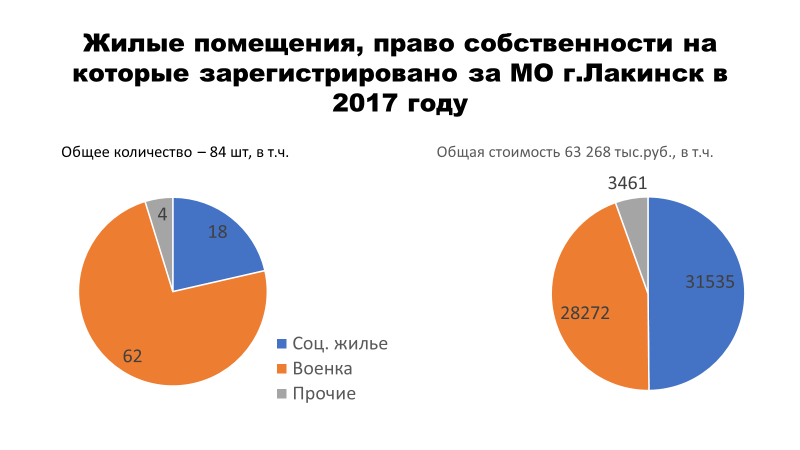 Жилые помещения, право собственности на
которые зарегистрировано за МО г.Лакинск в
2017 году
Общее количество – 84 шт, в т.ч.
4
18
62
Соц. жилье
Военка
Прочие
Общая стоимость 63 268 тыс.руб., в т.ч.
3461
31535
28272